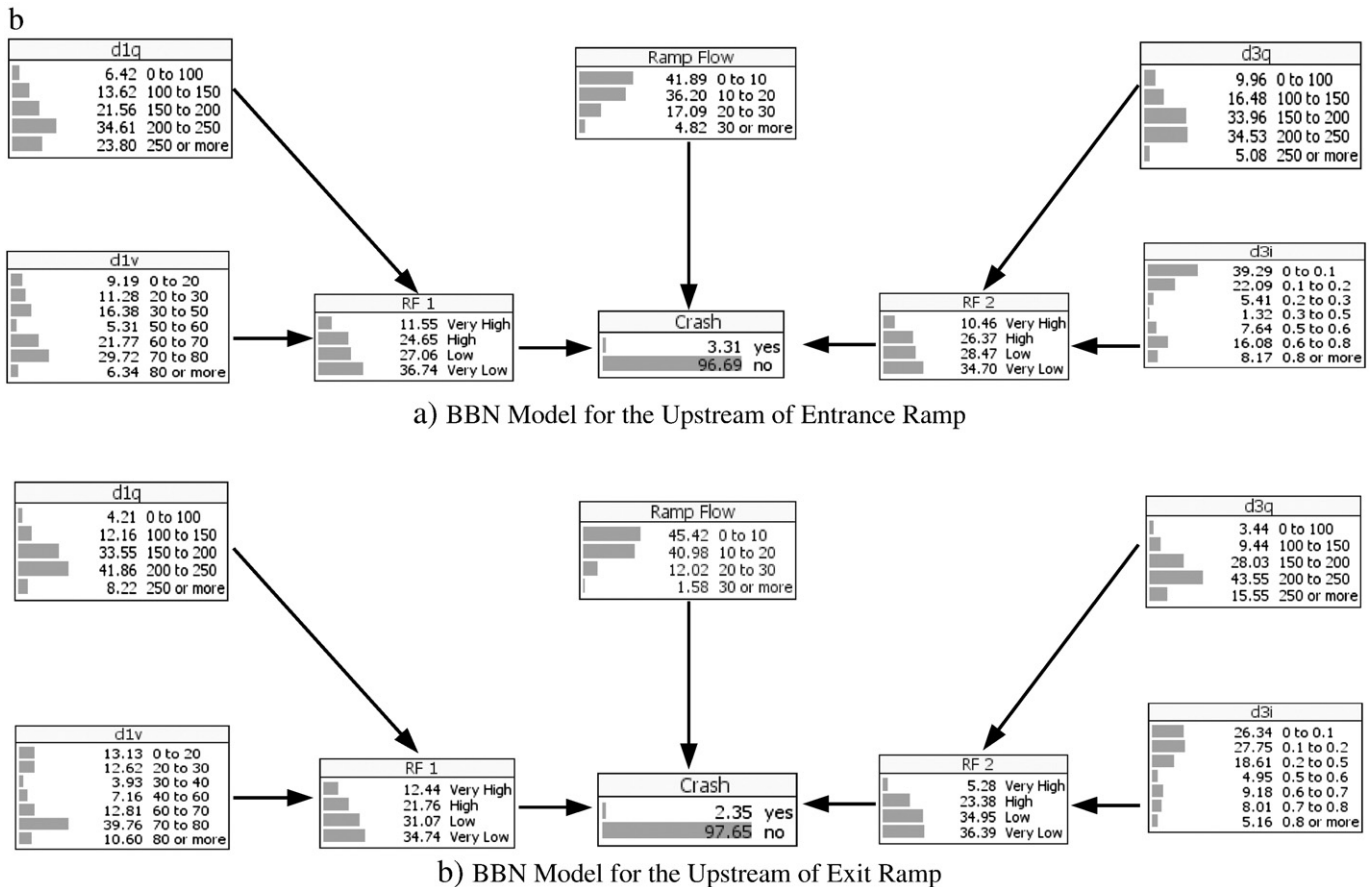 b
d1q
6.42 0 to 100
13.62 100 to 150
21.56 150 to 200
34.61 200 to 250
23.80 250 or more
Ramp Flow
41.89 0 to 10
36.20 10 to 20
17.09 20 to 30
4.82 30 or more
d3q
9.96 0 to 100
16.48 100 to 150
33.96 150 to 200
34.53 200 to 250
5.08 250 or more
d1v
9.19 0 to 20
11.28 20 to 30
16.38 30 to 50
5.31 50 to 60
21.77 60 to 70
29.72 70 to 80
6.34 80 or more
RF 1
11.55 Very High
24.65 High
27.06 Low
36.74 Very Low
Crash
3.31 yes
96.69 no
RF 2
10.46 Very High
26.37 High
28.47 Low
34.70 Very Low
d3i
39.29 0 to 0.1
22.09 0.1 to 0.2
5.41 0.2 to 0.3
1.32 0.3 to 0.5
7.64 0.5 to 0.6
16.08 0.6 to 0.8
8.17 0.8 or more
a) BBN Model for the Upstream of Entrance Ramp
d1q
4.21 0 to 100
12.16 100 to 150
33.55 150 to 200
41.86 200 to 250
8.22 250 or more
Ramp Flow
45.42 0 to 10
40.98 10 to 20
12.02 20 to 30
1.58 30 or more
d3q
3.44 0 to 100
9.44 100 to 150
28.03 150 to 200
43.55 200 to 250
15.55 250 or more
d1v
13.13 0 to 20
12.62 20 to 30
3.93 30 to 40
7.16 40 to 60
12.81 60 to 70
39.76 70 to 80
10.60 80 or more
RF 1
12.44 Very High
21.76 High
31.07 Low
34.74 Very Low
Crash
2.35 yes
97.65 no
RF 2
5.28 Very High
23.38 High
34.95 Low
36.39 Very Low
d3i
26.34 0 to 0.1
27.75 0.1 to 0.2
18.61 0.2 to 0.5
4.95 0.5 to 0.6
9.18 0.6 to 0.7
8.01 0.7 to 0.8
5.16 0.8 or more
b) BBN Model for the Upstream of Exit Ramp